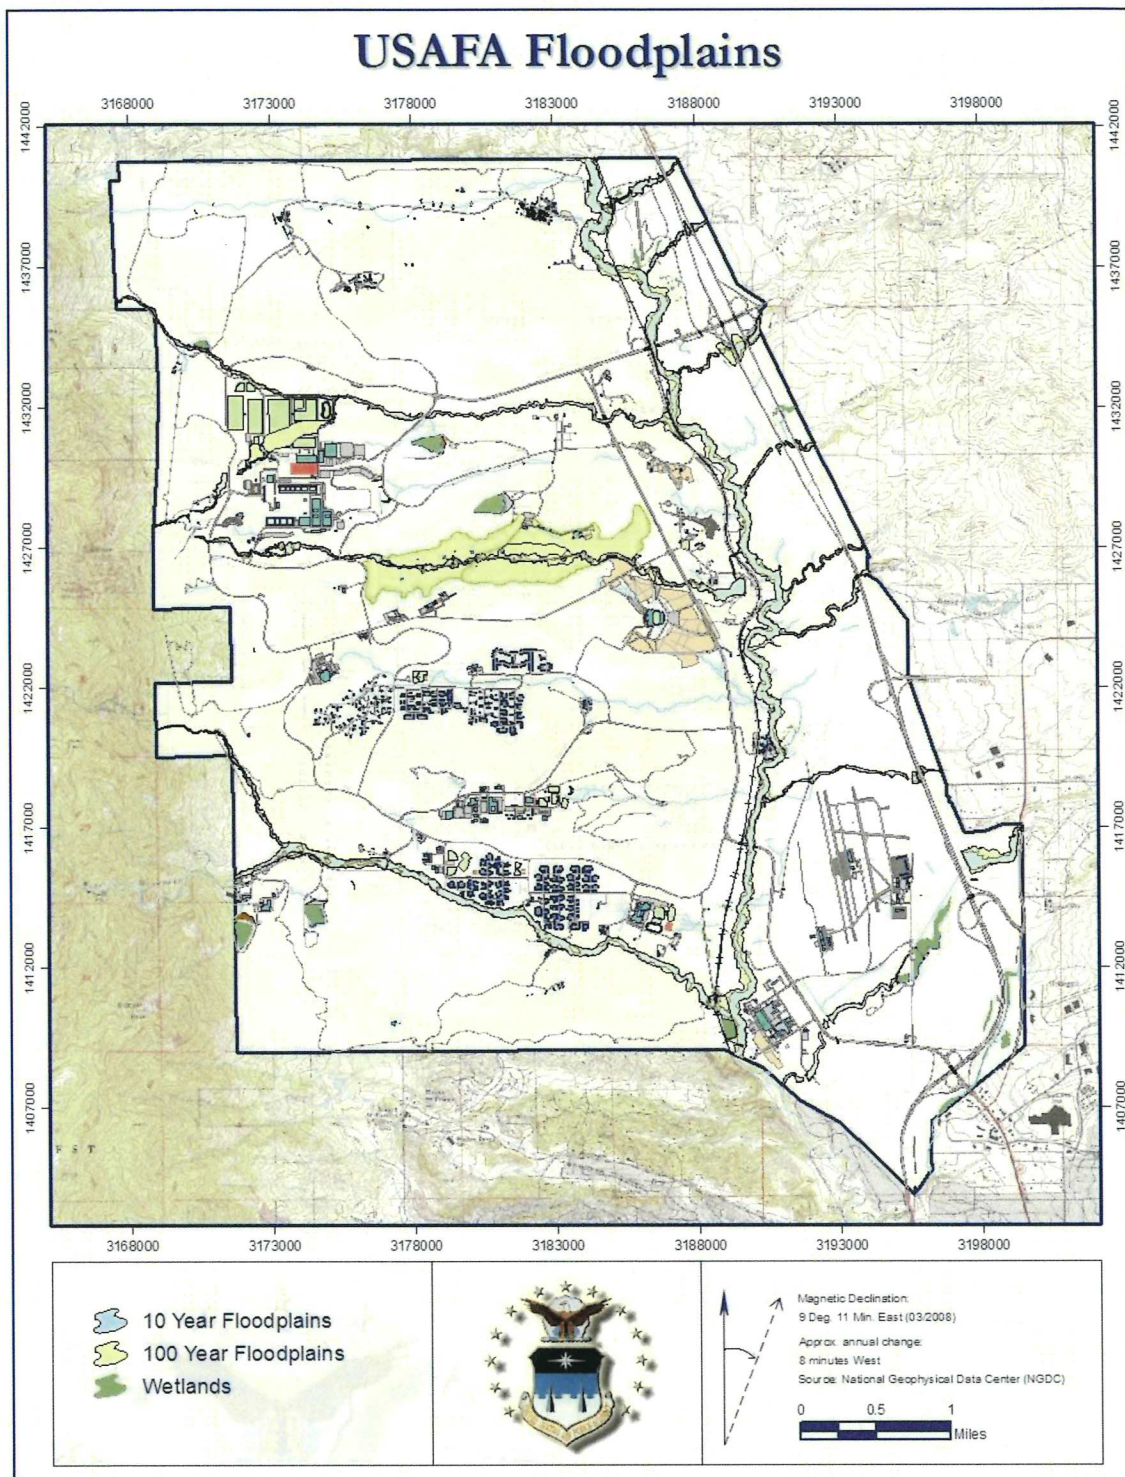 USAFA Floodplains
3168000 3173000 3178000 3183000 3188000 3193000 3198000
1442000 1442000
1437000 1437000
1432000 1432000
1427000 1427000
1422000 1422000
1417000 1417000
1412000 1412000
1407000 1407000
F S T
3168000 3173000 3178000 3183000 3188000 3193000 3198000
10 Year Floodplains
100 Year Floodplains
Wetlands
Magnetic Declination:
9 Deg. 11 Min. East (03/2008)
Approx. annual change:
8 minutes West
Source: National Geophysical Data Center (NGDC)
0 0.5 1
Miles